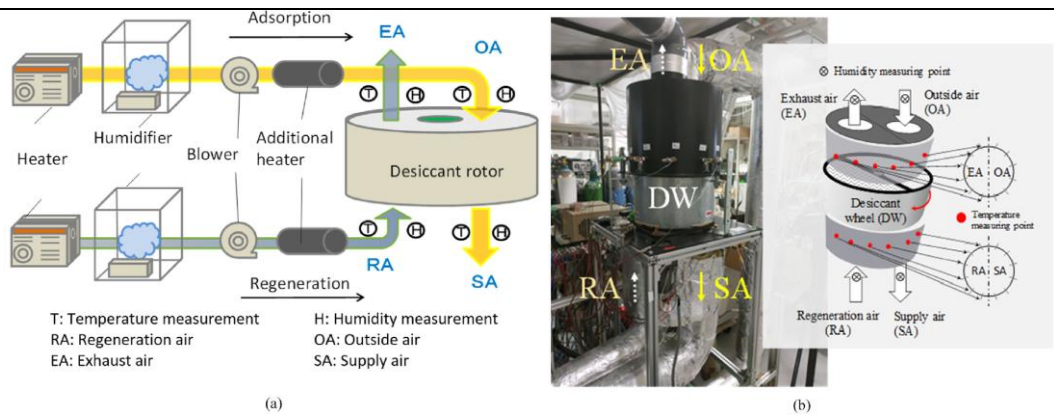 Adsorption
EA
OA
T H T H
Humidifier
Blower
Additional
heater
Heater
Desiccant rotor
T H T H
RA
SA
Regeneration
T: Temperature measurement
H: Humidity measurement
RA: Regeneration air
OA: Outside air
EA: Exhaust air
SA: Supply air
(a)
(b)
EA
OA
DW
RA
SA
Humidity measuring point
Exhaust air
(EA)
Outside air
(OA)
EA OA
Desiccant
wheel (DW)
Temperature
measuring point
RA SA
Regeneration air
(RA)
Supply air
(SA)
(b)